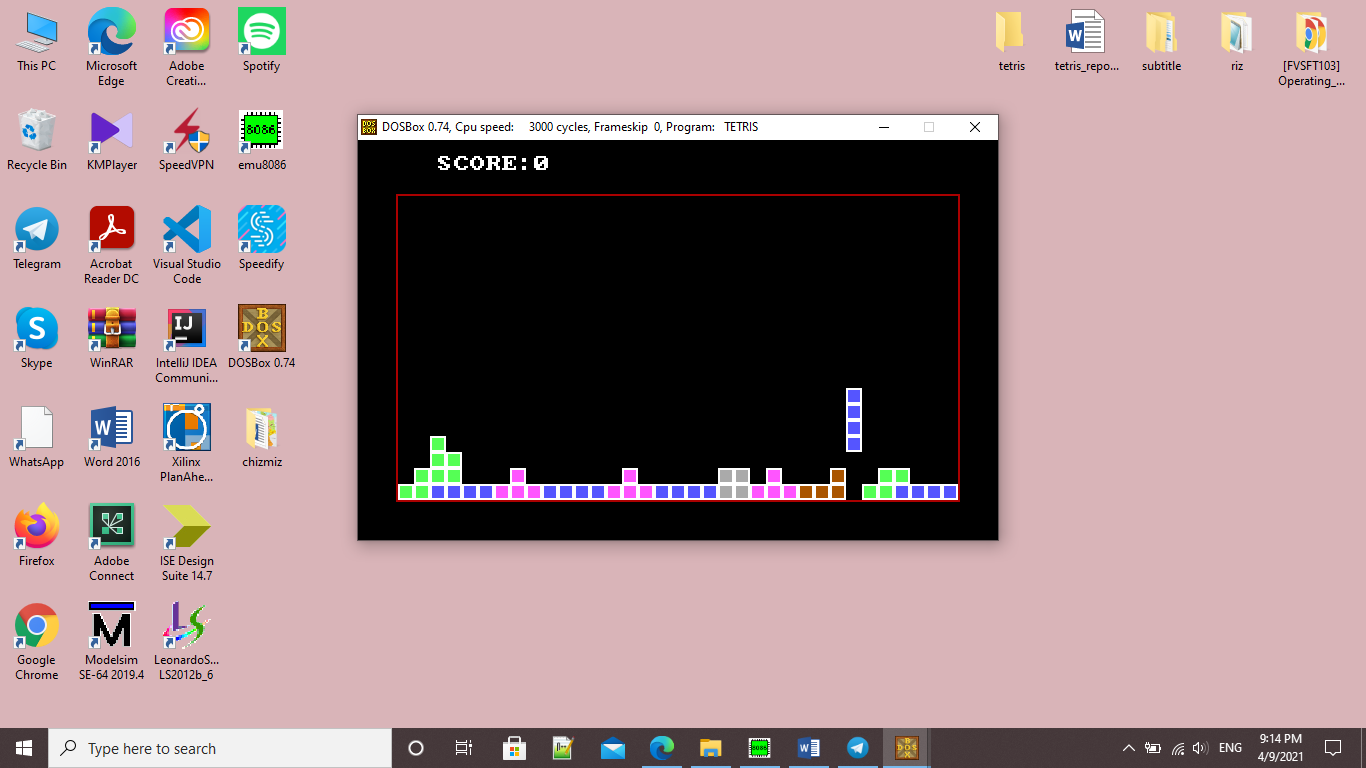 This PC
Microsoft
Edge
Adobe
Creati...
Spotify
tetris
tetris_repo...
subtitle
riz
[FVSFT103]
Operating_...
Recycle Bin
KMPlayer
SpeedVPN
8086
emu8086
Telegram
Acrobat
Reader DC
Visual Studio
Code
Speedify
Skype
WinRAR
IJ
IntelliJ IDEA
Communi...
DOS
BOX
DOSBox 0.74
WhatsApp
W
Word 2016
Xilinx
PlanAhe...
chizmiz
Firefox
Adobe
Connect
ISE Design
Suite 14.7
Google
Chrome
M
Modelsim
SE-64 2019.4
LS
LeonardoS...
LS2012b_6
DOSBox 0.74, Cpu speed: 3000 cycles, Frameskip 0, Program: TETRIS
SCORE:0
Type here to search
8086
W
ENG
9:14 PM
4/9/2021